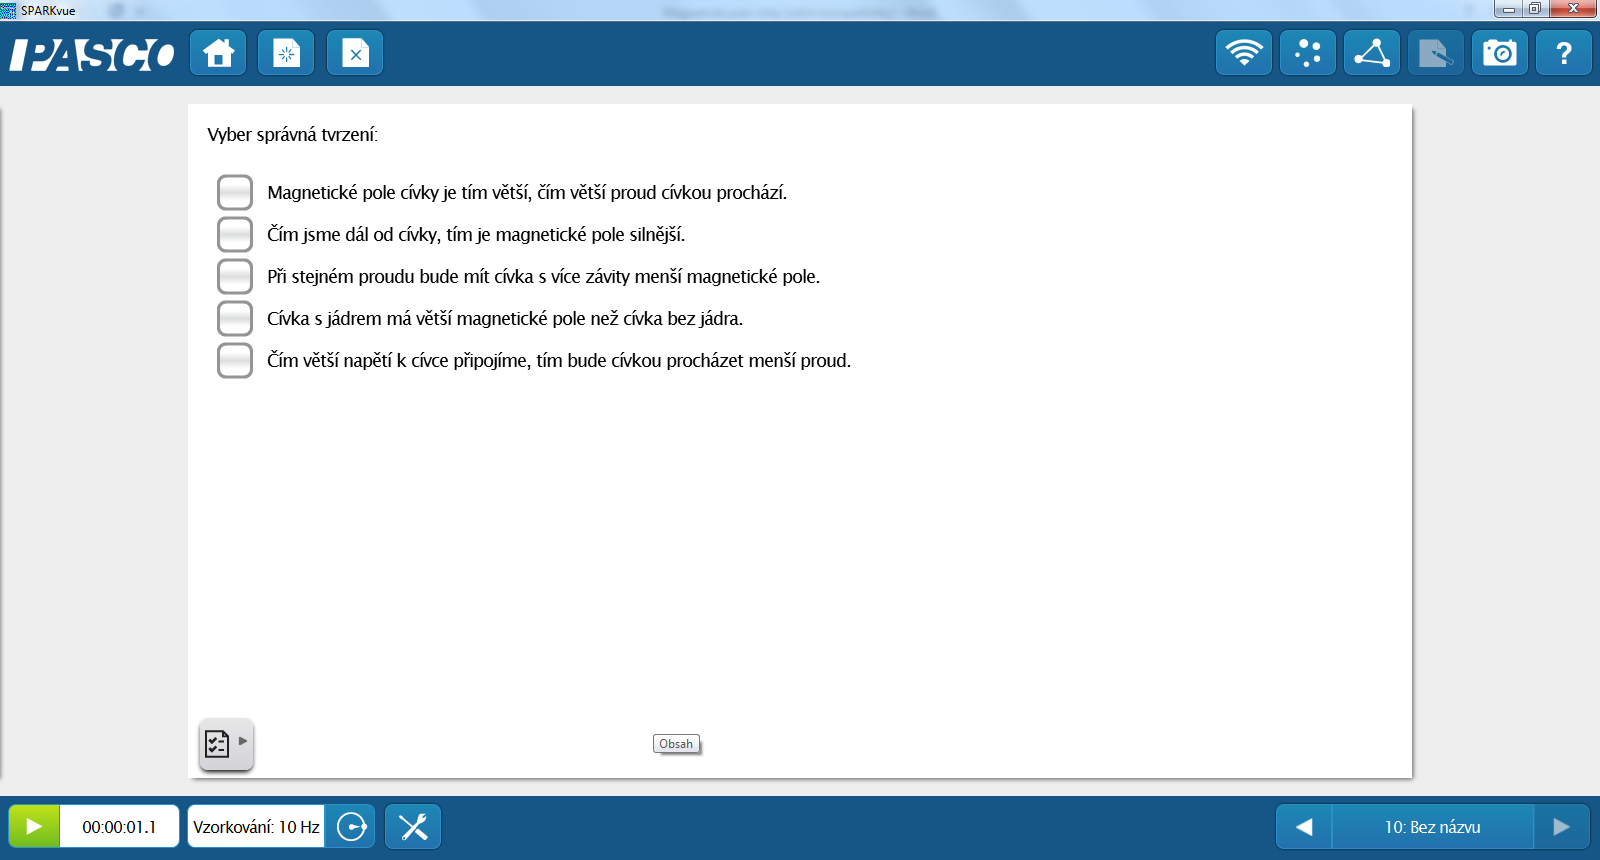 SPARKvue
PASCO
?
Vyber správná tvrzení:
Magnetické pole cívky je tím větší, čím větší proud cívkou prochází.
Čím jsme dál od cívky, tím je magnetické pole silnější.
Při stejném proudu bude mít cívka s více závity menší magnetické pole.
Cívka s jádrem má větší magnetické pole než cívka bez jádra.
Čím větší napětí k cívce připojíme, tím bude cívkou procházet menší proud.
Obsah
00:00:01.1
Vzorkování: 10 Hz
10: Bez názvu